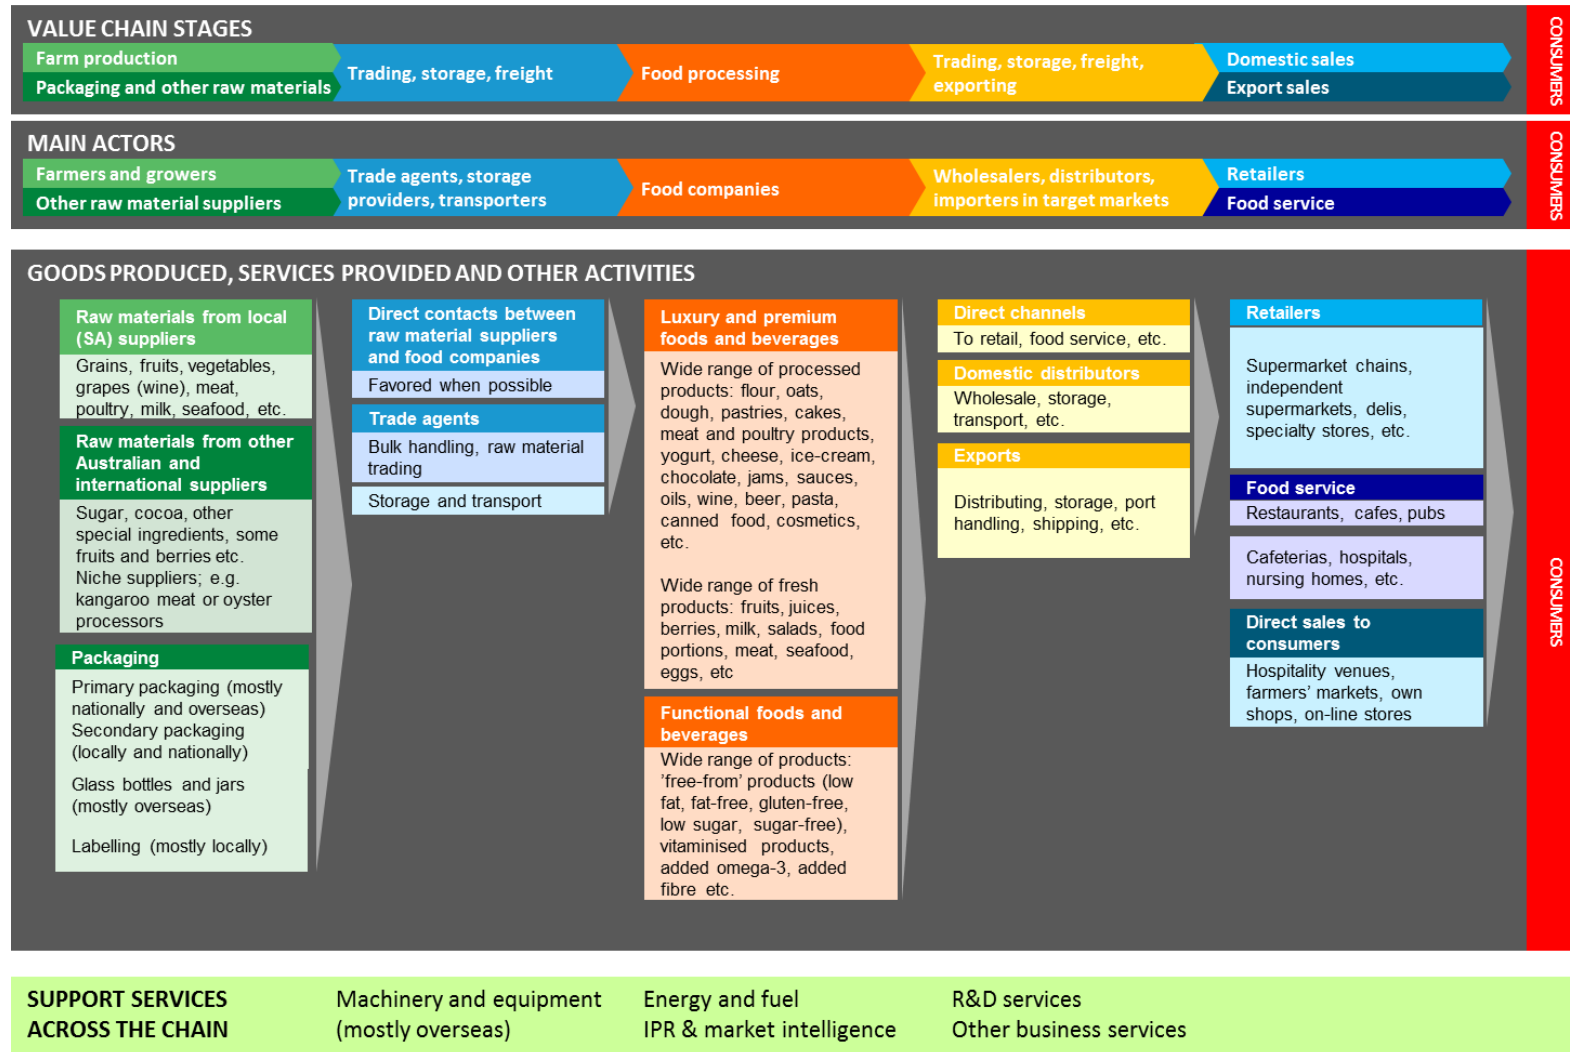 VALUE CHAIN STAGES
Farm production
Packaging and other raw materials
Trading, storage, freight
Food processing
Trading, storage, freight,
exporting
Domestic sales
Export sales
CONSUMERS
MAIN ACTORS
Farmers and growers
Other raw material suppliers
Trade agents, storage
providers, transporters
Food companies
Wholesalers, distributors,
importers in target markets
Retailers
Food service
CONSUMERS
GOODS PRODUCED, SERVICES PROVIDED AND OTHER ACTIVITIES
Raw materials from local
(SA) suppliers
Grains, fruits, vegetables,
grapes (wine), meat,
poultry, milk, seafood, etc.
Raw materials from other
Australian and
international suppliers
Sugar, cocoa, other
special ingredients, some
fruits and berries etc.
Niche suppliers; e.g.
kangaroo meat or oyster
processors
Packaging
Primary packaging (mostly
nationally and overseas)
Secondary packaging
(locally and nationally)
Glass bottles and jars
(mostly overseas)
Labelling (mostly locally)
Direct contacts between
raw material suppliers
and food companies
Favored when possible
Trade agents
Bulk handling, raw material
trading
Storage and transport
Luxury and premium
foods and beverages
Wide range of processed
products: flour, oats,
dough, pastries, cakes,
meat and poultry products,
yogurt, cheese, ice-cream,
chocolate, jams, sauces,
oils, wine, beer, pasta,
canned food, cosmetics,
etc.
Wide range of fresh
products: fruits, juices,
berries, milk, salads, food
portions, meat, seafood,
eggs, etc
Functional foods and
beverages
Wide range of products:
’free-from’ products (low
fat, fat-free, gluten-free,
low sugar, sugar-free),
vitaminised products,
added omega-3, added
fibre etc.
Direct channels
To retail, food service, etc.
Domestic distributors
Wholesale, storage,
transport, etc.
Exports
Distributing, storage, port
handling, shipping, etc.
Retailers
Supermarket chains,
independent
supermarkets, delis,
specialty stores, etc.
Food service
Restaurants, cafes, pubs
Cafeterias, hospitals,
nursing homes, etc.
Direct sales to
consumers
Hospitality venues,
farmers’ markets, own
shops, on-line stores
CONSUMERS
SUPPORT SERVICES
ACROSS THE CHAIN
Machinery and equipment
(mostly overseas)
Energy and fuel
IPR & market intelligence
R&D services
Other business services